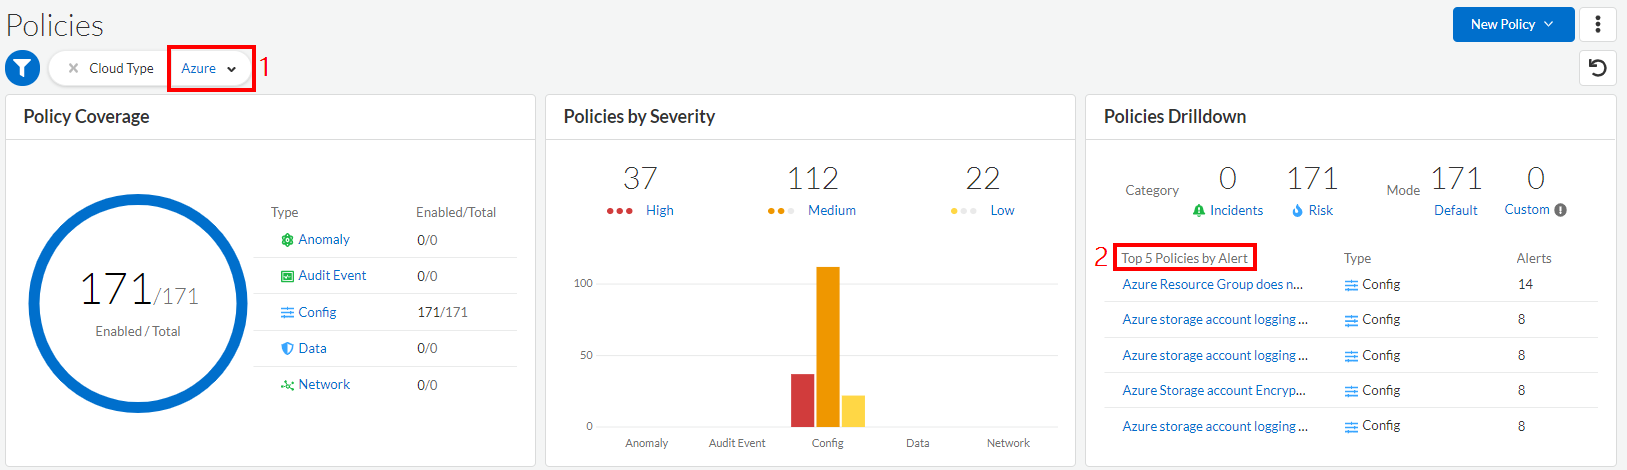 Policies
New Policy
Cloud Type Azure 1
Policy Coverage
171/171
Enabled / Total
Type Enabled/Total
Anomaly 0/0
Audit Event 0/0
Config 171/171
Data 0/0
Network 0/0
Policies by Severity
37 112 22
High Medium Low
100
50
0
Anomaly Audit Event Config Data Network
Policies Drilldown
Category 0 171 Mode 171 0
Incidents Risk Default Custom
2 Top 5 Policies by Alert Type Alerts
Azure Resource Group does n... Config 14
Azure storage account logging ... Config 8
Azure storage account logging ... Config 8
Azure Storage account Encryp... Config 8
Azure storage account logging ... Config 8